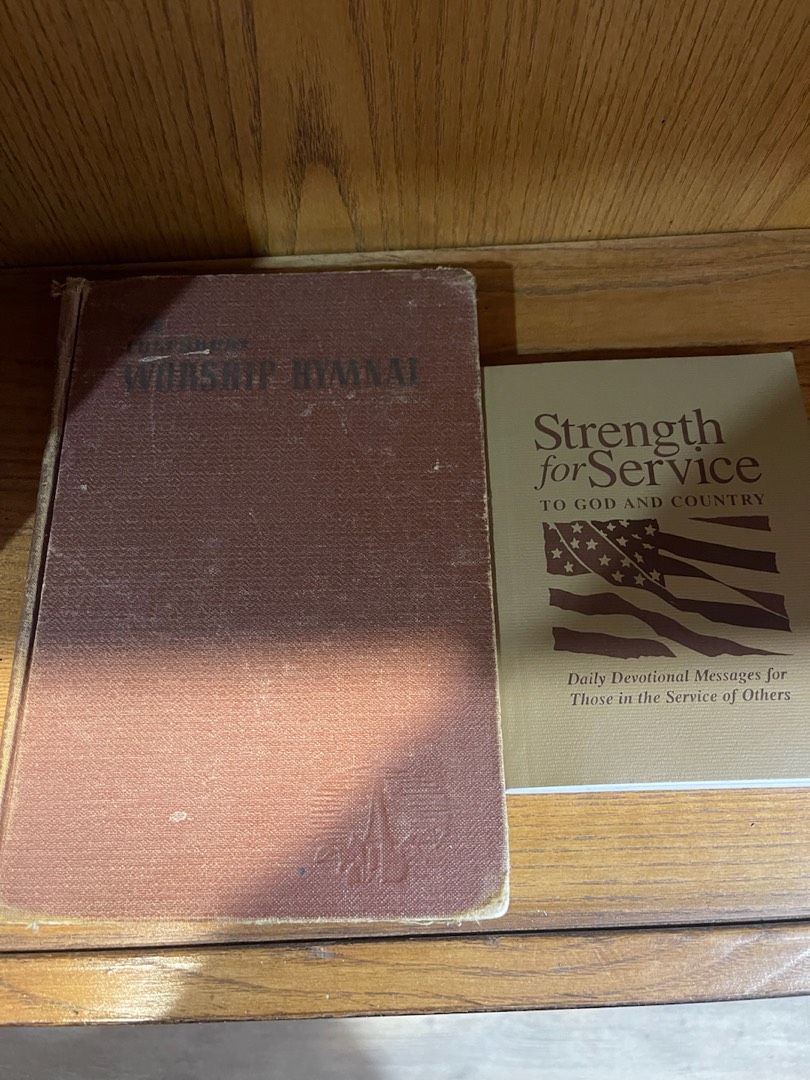 WORSHIP HYMNAL
Strength
for Service
TO GOD AND COUNTRY
Daily Devotional Messages for
Those in the Service of Others